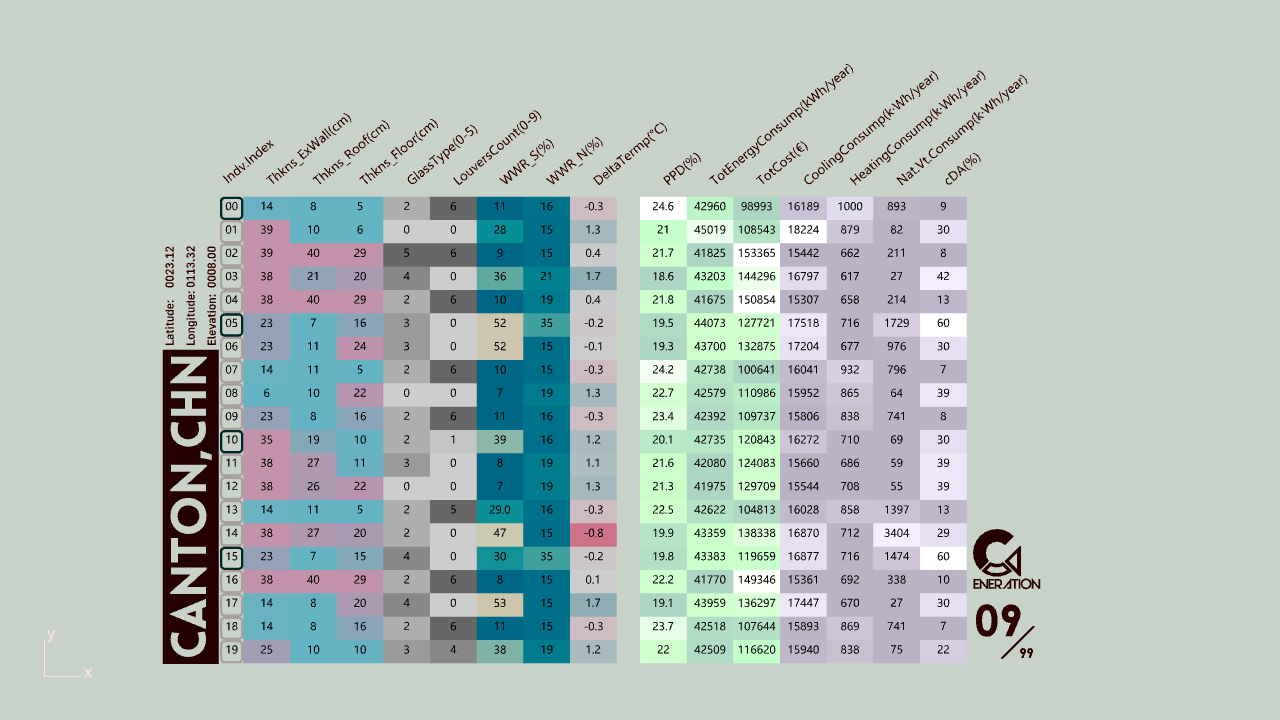 Indv.Index Thkns_ExWall(cm) Thkns_Roof(cm) Thkns_Floor(cm) GlassType(0-5) LouversCount(0-9) WWR_S(%) WWR_N(%) DeltaTermp(°C) PPD(%) TotEnergyConsump(kWh/year) TotCost(€) CoolingConsump(k·Wh/year) HeatingConsump(k·Wh/year) Nat.Vt.Consump(k·Wh/year) cDA(%)
00 14 8 5 2 6 11 16 -0.3 24.6 42960 98993 16189 1000 893 9
01 39 10 6 0 0 28 15 1.3 21 45019 108543 18224 879 82 30
02 39 40 29 5 6 9 15 0.4 21.7 41825 153365 15442 662 211 8
03 38 21 20 4 0 36 21 1.7 18.6 43203 144296 16797 617 27 42
04 38 40 29 2 6 10 19 0.4 21.8 41675 150854 15307 658 214 13
05 23 7 16 3 0 52 35 -0.2 19.5 44073 127721 17518 716 1729 60
06 23 11 24 3 0 52 15 -0.1 19.3 43700 132875 17204 677 976 30
07 14 11 5 2 6 10 15 -0.3 24.2 42738 100641 16041 932 796 7
08 6 10 22 0 0 7 19 1.3 22.7 42579 110986 15952 865 64 39
09 23 8 16 2 6 11 16 -0.3 23.4 42392 109737 15806 838 741 8
10 35 19 10 2 1 39 16 1.2 20.1 42735 120843 16272 710 69 30
11 38 27 11 3 0 8 19 1.1 21.6 42080 124083 15660 686 59 39
12 38 26 22 0 0 7 19 1.3 21.3 41975 129709 15544 708 55 39
13 14 11 5 2 5 29.0 16 -0.3 22.5 42622 104813 16028 858 1397 13
14 38 27 20 2 0 47 15 -0.8 19.9 43359 138338 16870 712 3404 29
15 23 7 15 4 0 30 35 -0.2 19.8 43383 119659 16877 716 1474 60
16 38 40 29 2 6 8 15 0.1 22.2 41770 149346 15361 692 338 10
17 14 8 20 4 0 53 15 1.7 19.1 43959 136297 17447 670 27 30
18 14 8 16 2 6 11 15 -0.3 23.7 42518 107644 15893 869 741 7
19 25 10 10 3 4 38 19 1.2 22 42509 116620 15940 838 75 22
Latitude: 0023.12
Longitude: 0113.32
Elevation: 0008.00
CANTON,CHN
G
ENERATION
09/99
y
x